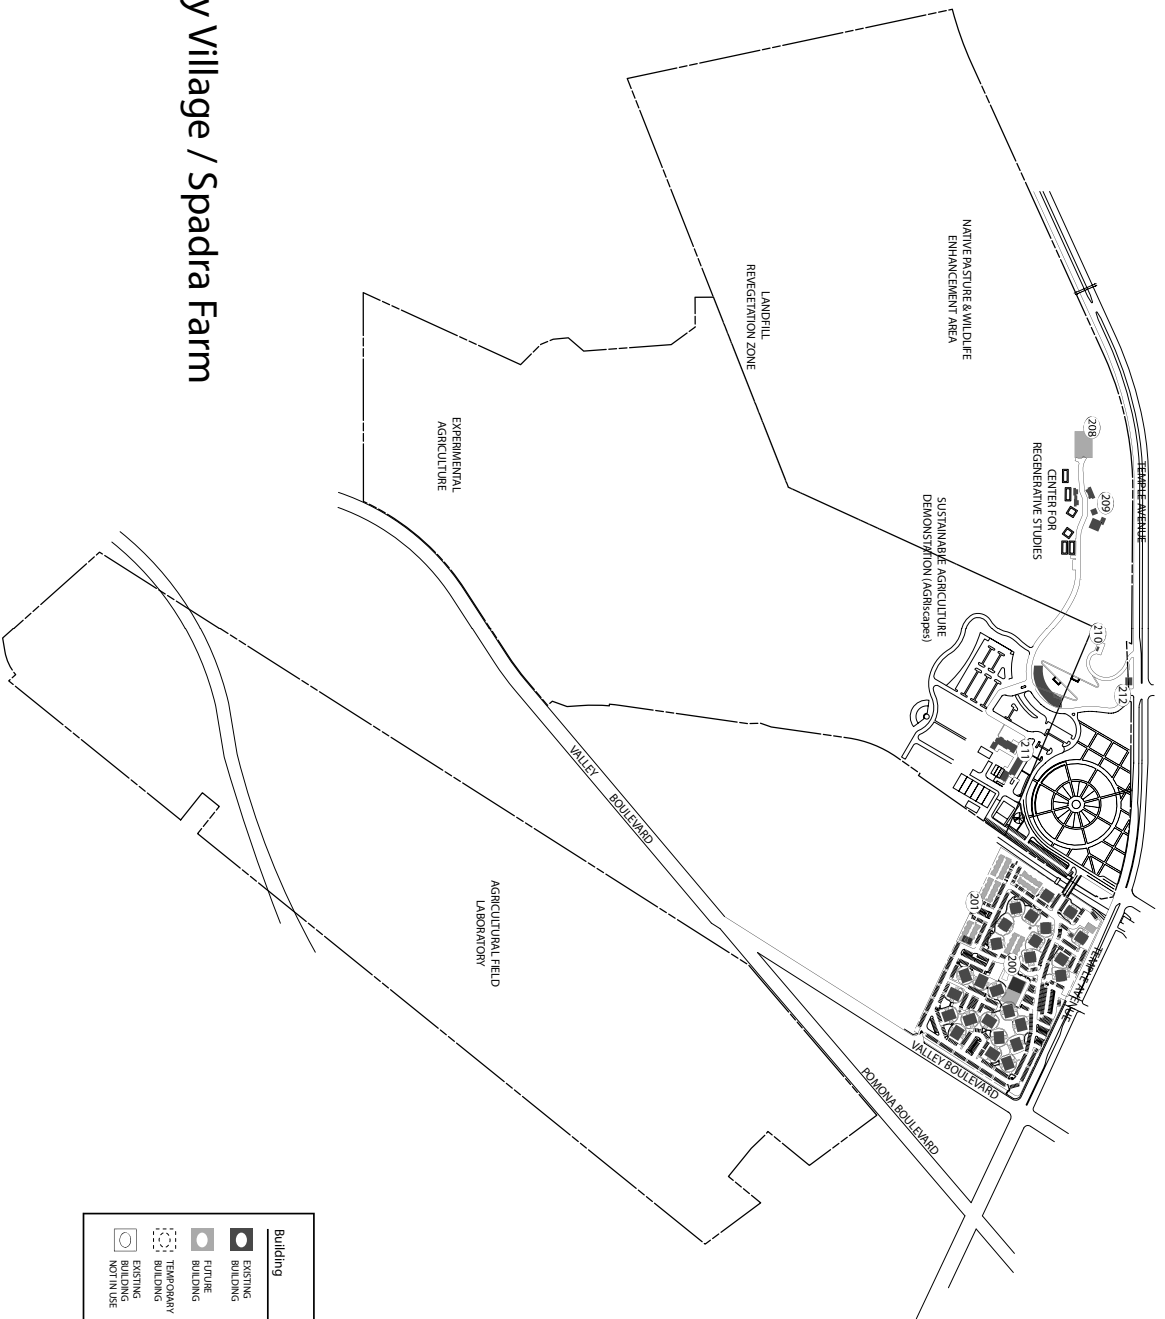 y Village / Spadra Farm
NATIVE PASTURE & WILDLIFE
ENHANCEMENT AREA
LANDFILL
REVEGETATION ZONE
EXPERIMENTAL
AGRICULTURE
TEMPLE AVENUE
208
209
CENTER FOR
REGENERATIVE STUDIES
SUSTAINABLE AGRICULTURE
DEMONSTATION (AGRIscapes)
210
212
211
201
200
TEMPLE AVENUE
VALLEY
BOULEVARD
AGRICULTURAL FIELD
LABORATORY
VALLEY BOULEVARD
POMONA BOULEVARD
Building
EXISTING
BUILDING
FUTURE
BUILDING
TEMPORARY
BUILDING
EXISTING
BUILDING
NOT IN USE